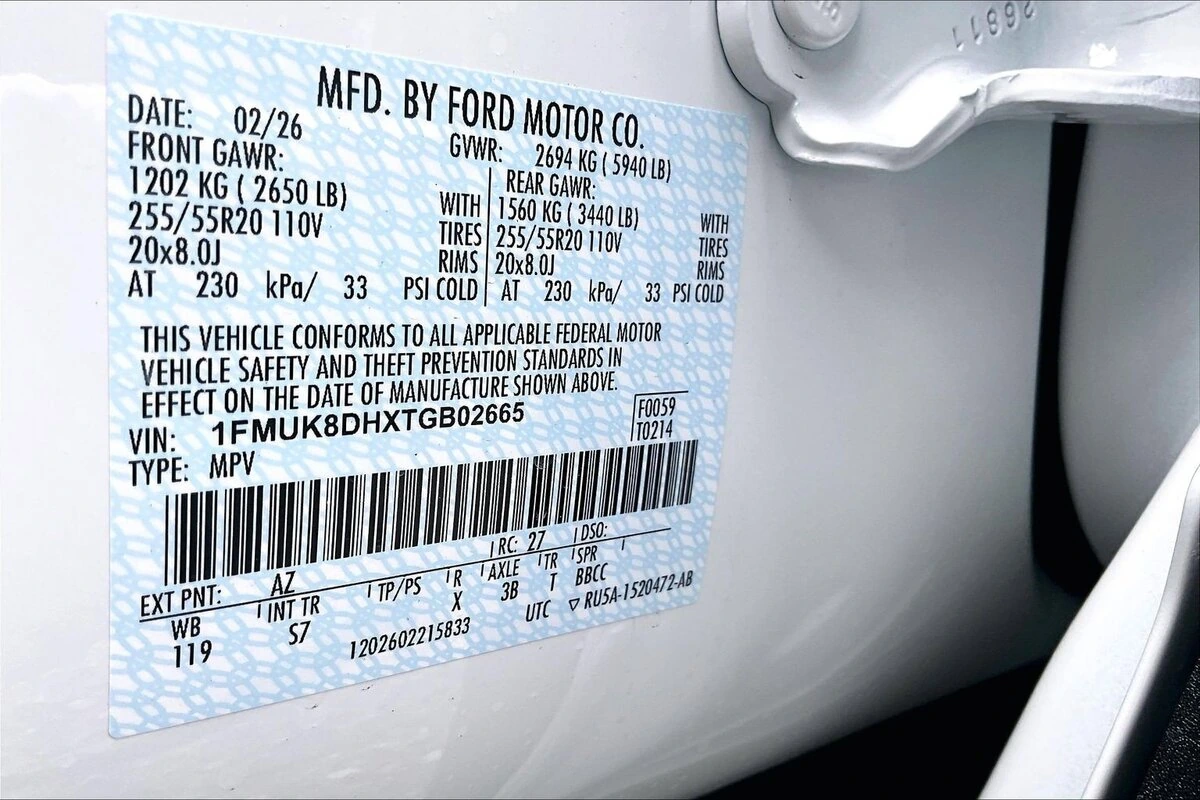 26811
MFD. BY FORD MOTOR CO.
DATE: 02/26
GVWR: 2694 KG ( 5940 LB)
FRONT GAWR:
1202 KG ( 2650 LB) WITH
255/55R20 110V TIRES
20x8.0J RIMS
AT 230 kPa/ 33 PSI COLD
REAR GAWR:
1560 KG ( 3440 LB) WITH
255/55R20 110V TIRES
20x8.0J RIMS
AT 230 kPa/ 33 PSI COLD
THIS VEHICLE CONFORMS TO ALL APPLICABLE FEDERAL MOTOR
VEHICLE SAFETY AND THEFT PREVENTION STANDARDS IN
EFFECT ON THE DATE OF MANUFACTURE SHOWN ABOVE.
VIN: 1FMUK8DHXTGB02665
F0059
T0214
TYPE: MPV
EXT PNT: AZ RC: 27 DSO:
WB INT TR TP/PS R AXLE TR SPR
119 S7 X 3B T BBCC
1202602215833 UTC ▽ RU5A-1520472-AB